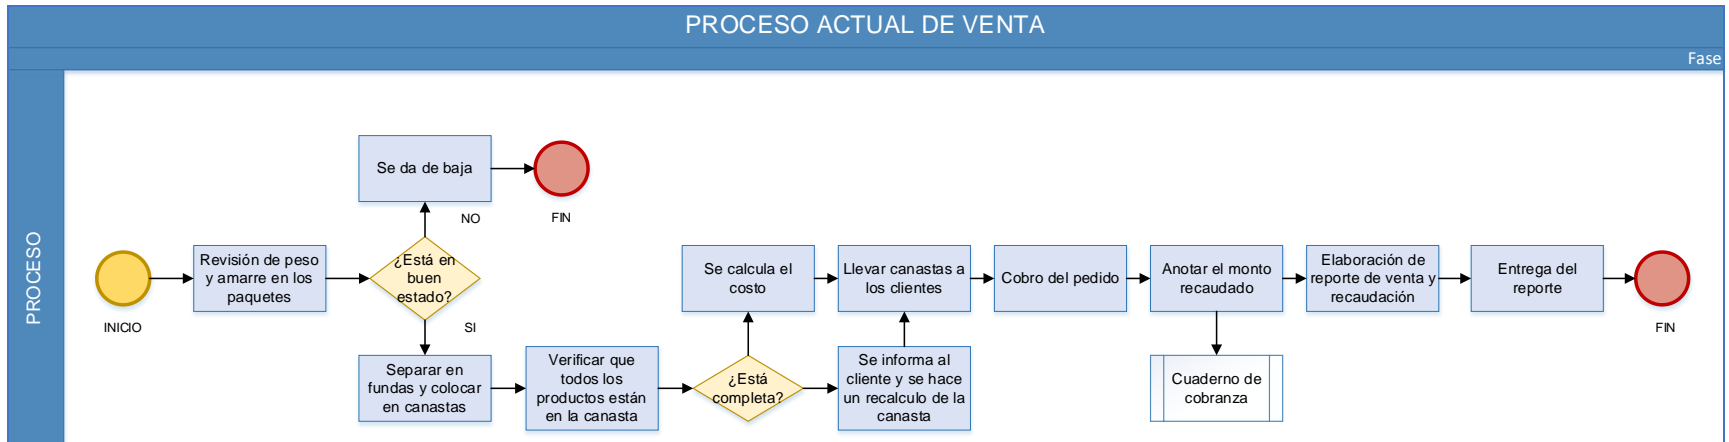 PROCESO ACTUAL DE VENTA
Fase
PROCESO
INICIO
Revisión de peso
y amarre en los
paquetes
¿Está en
buen
estado?
NO
Se da de baja
FIN
SI
Separar en
fundas y colocar
en canastas
Verificar que
todos los
productos están
en la canasta
¿Está
completa?
Se calcula el
costo
Se informa al
cliente y se hace
un recalculo de la
canasta
Llevar canastas a
los clientes
Cobro del pedido
Anotar el monto
recaudado
Cuaderno de
cobranza
Elaboración de
reporte de venta y
recaudación
Entrega del
reporte
FIN